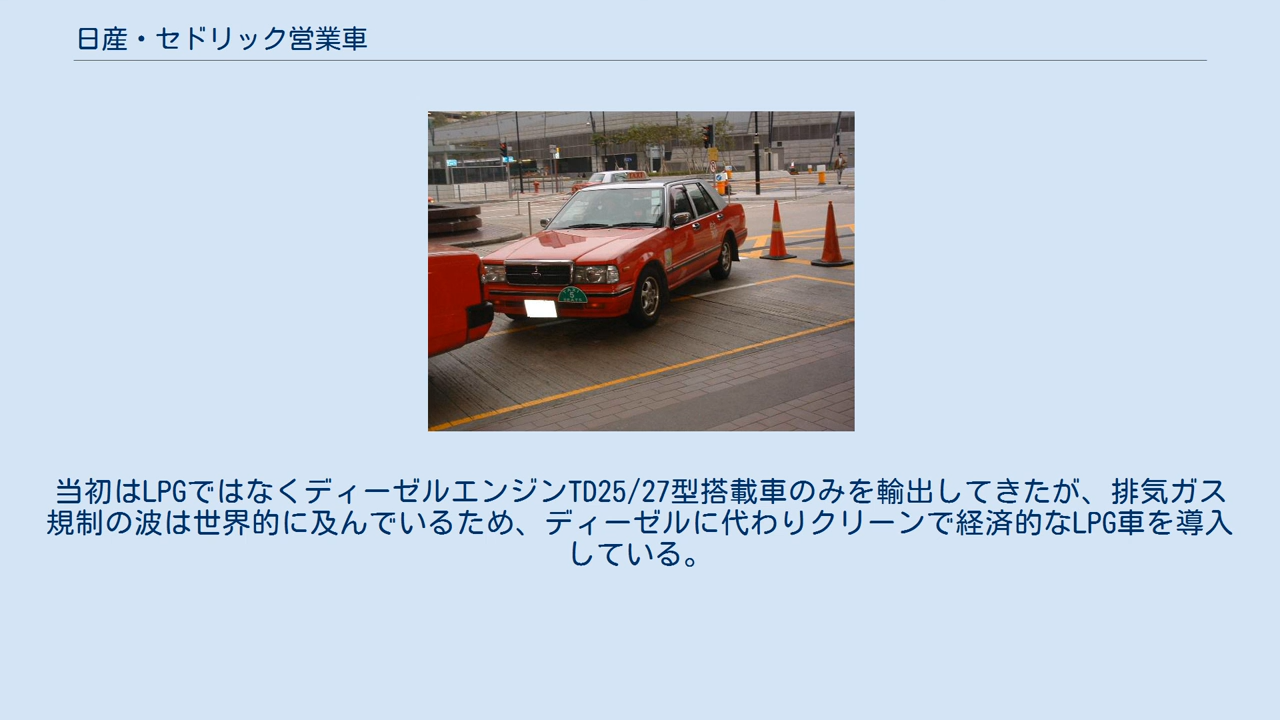 日産・セドリック営業車
当初はLPGではなくディーゼルエンジンTD25/27型搭載車のみを輸出してきたが、排気ガス
規制の波は世界的に及んでいるため、ディーゼルに代わりクリーンで経済的なLPG車を導入
している。